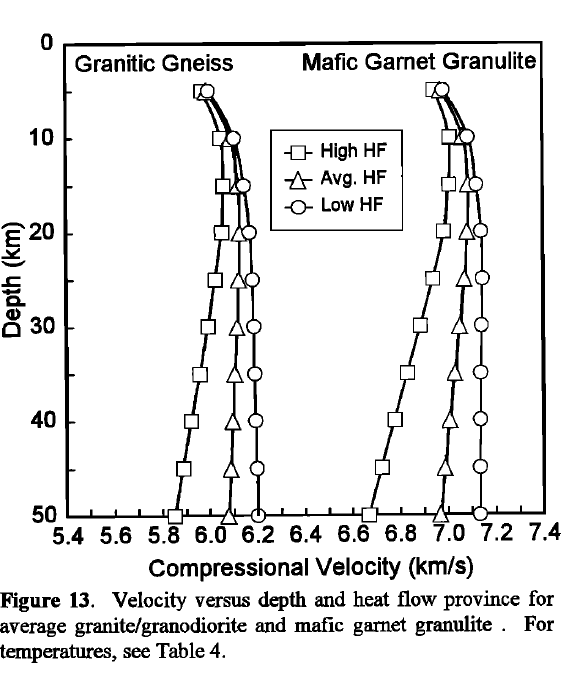 0
Granitic Gneiss Mafic Garnet Granulite
10
High HF
Avg. HF
Low HF
20
Depth (km)
30
40
50
5.4 5.6 5.8 6.0 6.2 6.4 6.6 6.8 7.0 7.2 7.4
Compressional Velocity (km/s)
Figure 13. Velocity versus depth and heat flow province for
average granite/granodiorite and mafic garnet granulite . For
temperatures, see Table 4.